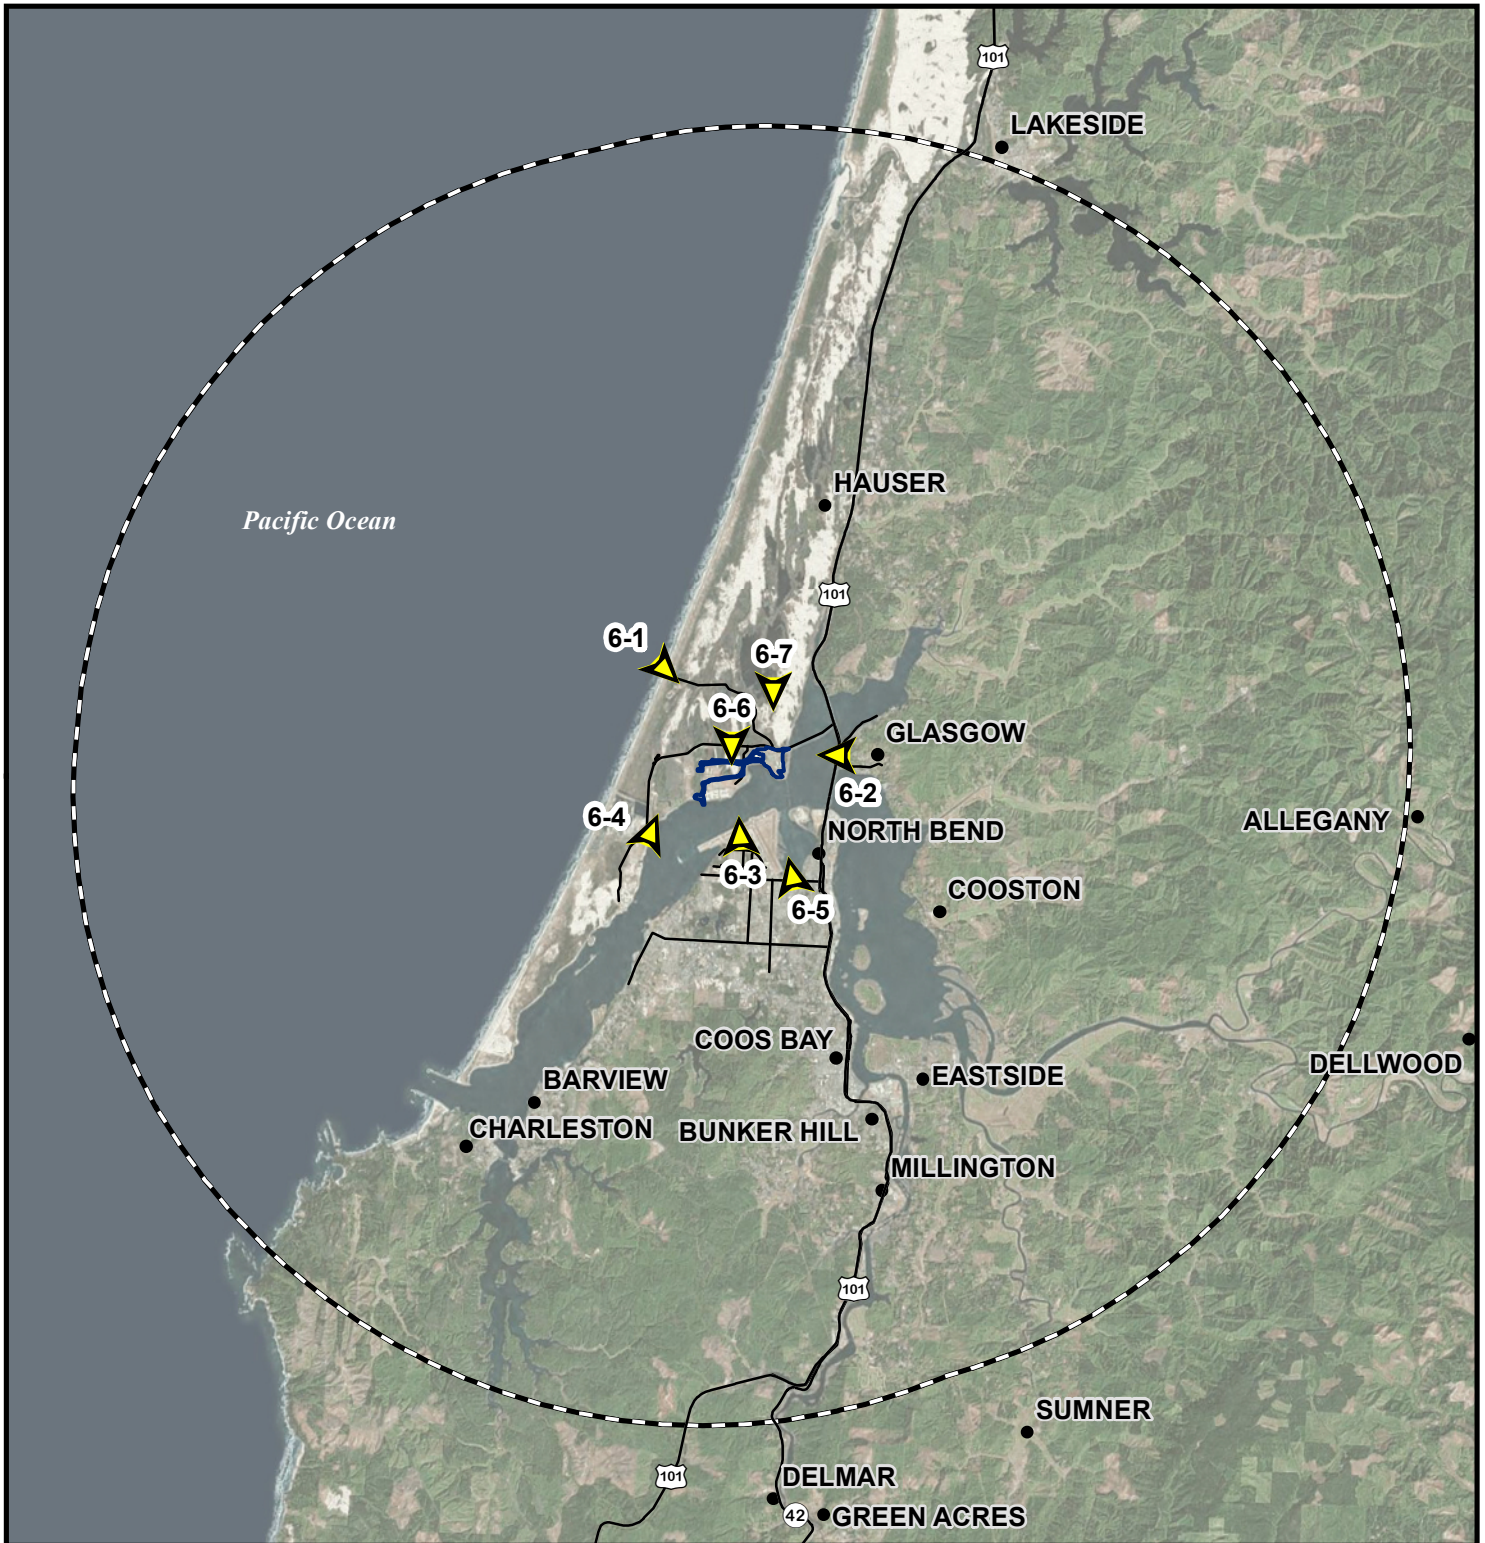 101
LAKESIDE
HAUSER
Pacific Ocean
101
6-1
6-7
6-6
GLASGOW
6-2
6-4
NORTH BEND
ALLEGANY
6-3
COOSTON
6-5
COOS BAY
DELLWOOD
EASTSIDE
BARVIEW
CHARLESTON
BUNKER HILL
MILLINGTON
101
SUMNER
101
DELMAR
42
GREEN ACRES